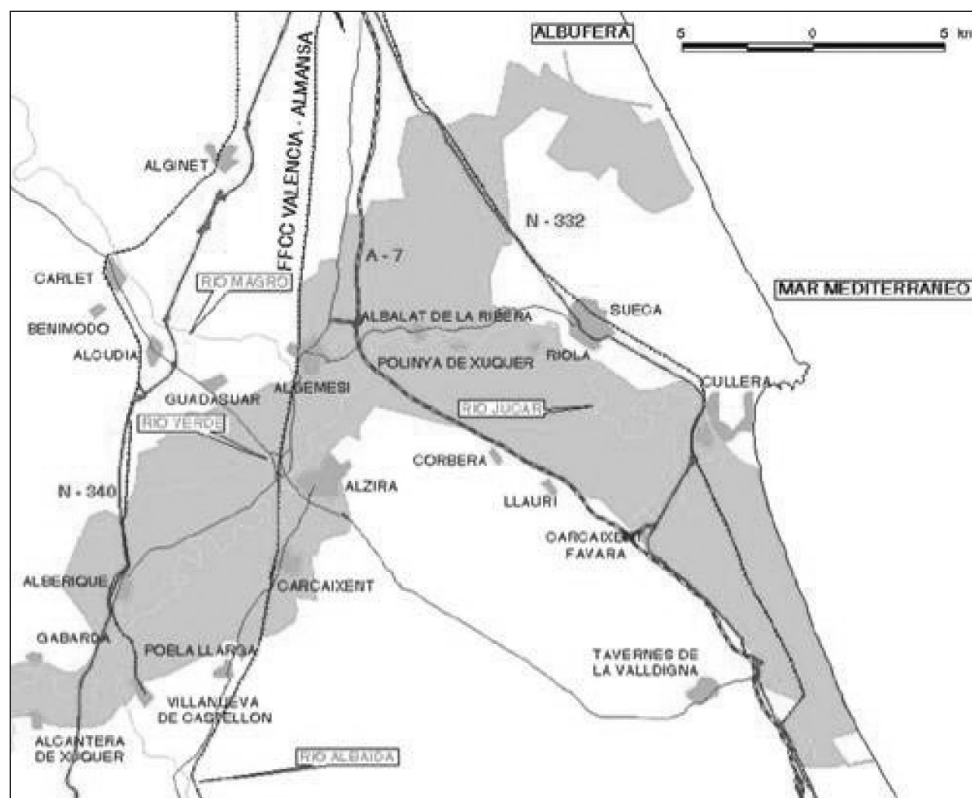 ALBUFERA
5 0 5 km
ALGINET
FFCC VALENCIA - ALMANSA
N - 332
A - 7
CARLET
RIO MAGRO
MAR MEDITERRANEO
BENIMODO
ALBALAT DE LA RIBERA
SUECA
ALCUDIA
POLINYA DE XUQUER
RIOLA
ALGEMESI
CULLERA
GUADASUAR
RIO JUCAR
RIO VERDE
CORBERA
ALZIRA
N - 340
LLAURI
CARCAIXENT
FAVARA
ALBERIQUE
CARCAIXENT
GABARDA
POBLA LLARGA
TAVERNES DE
LA VALLDIGNA
VILLANUEVA
DE CASTELLON
ALCANTERA
DE XUQUER
RIO ALBAIDA